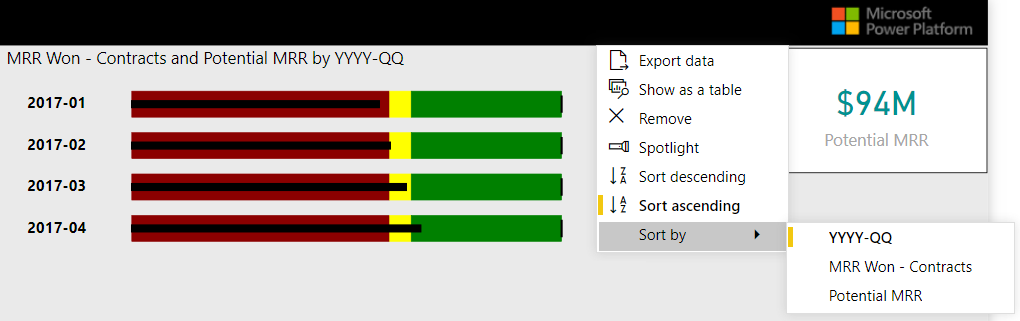 Microsoft
Power Platform
MRR Won - Contracts and Potential MRR by YYYY-QQ
2017-01
2017-02
2017-03
2017-04
Export data
Show as a table
Remove
Spotlight
Sort descending
Sort ascending
Sort by
$94M
Potential MRR
YYYY-QQ
MRR Won - Contracts
Potential MRR